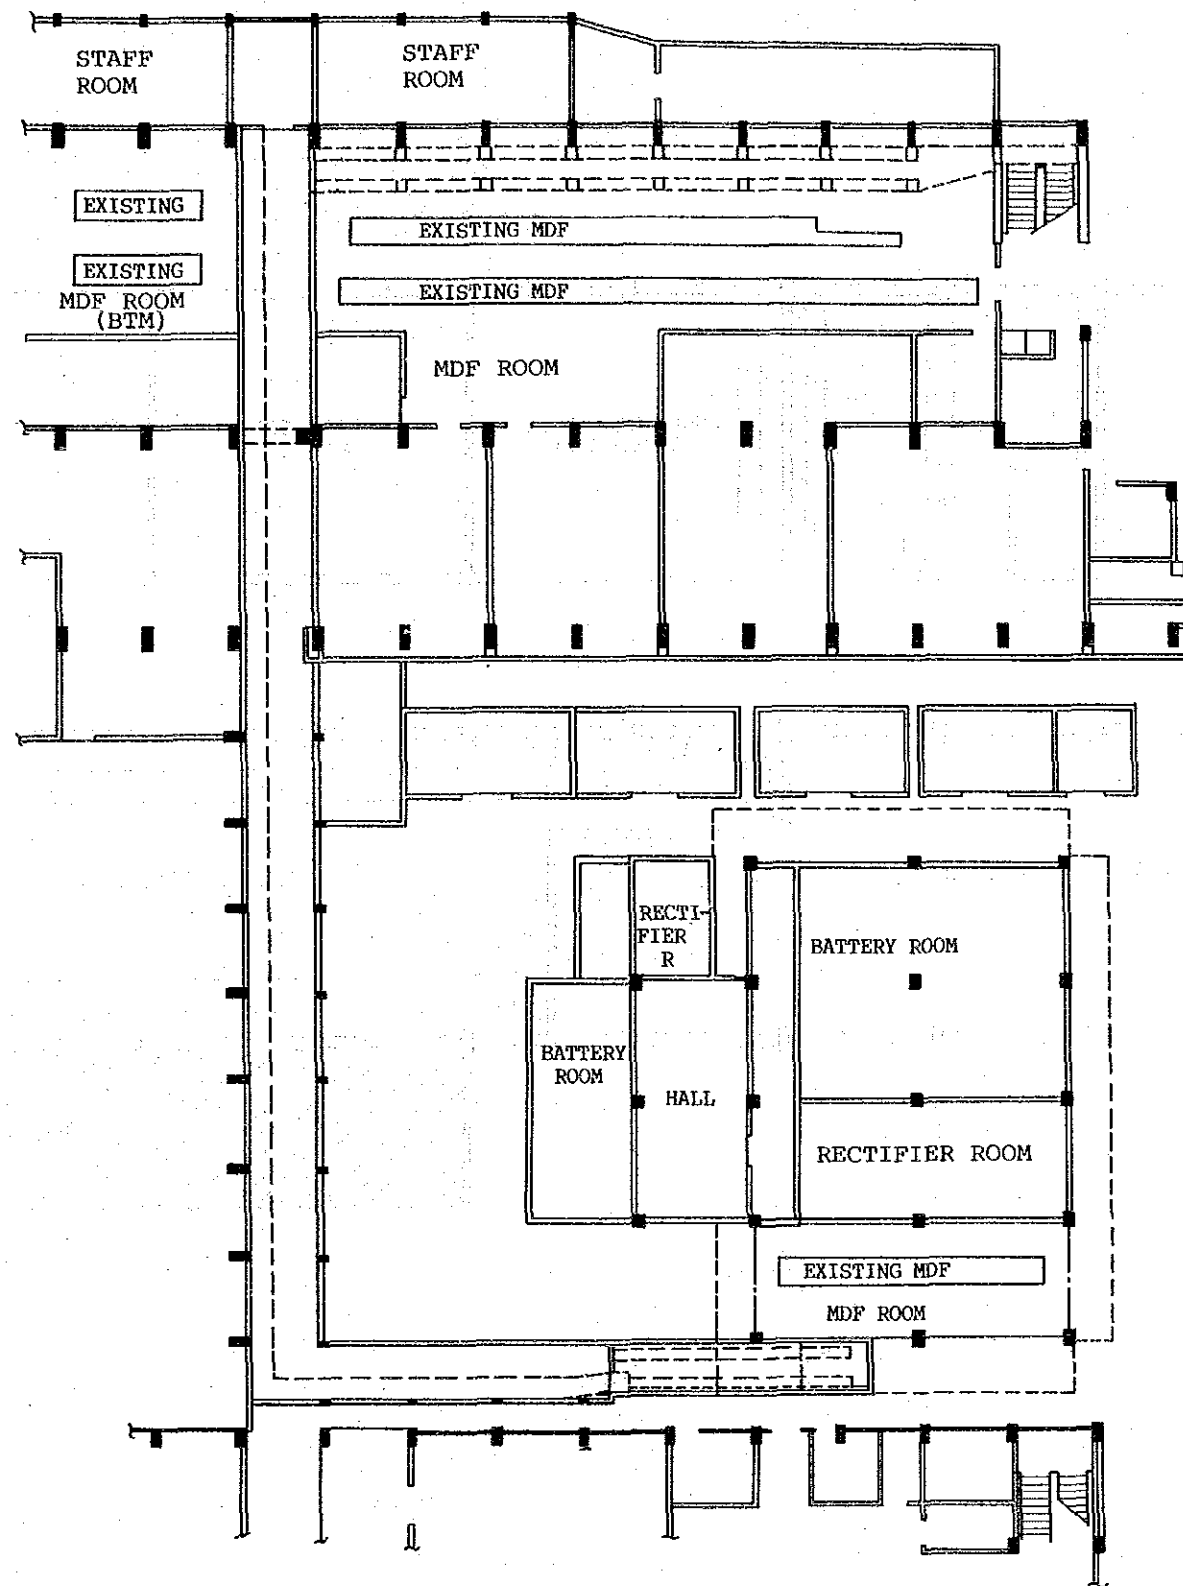 STAFF
ROOM
STAFF
ROOM
EXISTING
EXISTING
MDF ROOM
(BTM)
EXISTING MDF
EXISTING MDF
MDF ROOM
RECTI-
FIER
R
BATTERY ROOM
BATTERY
ROOM
HALL
RECTIFIER ROOM
EXISTING MDF
MDF ROOM